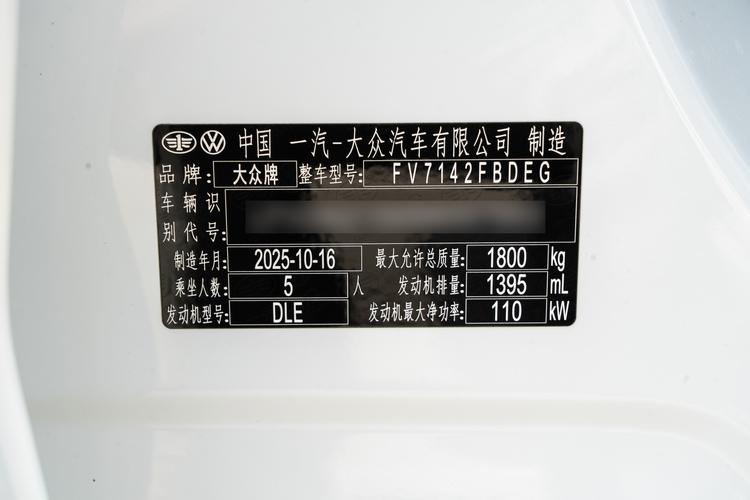 中国 一汽-大众汽车有限公司 制造
品牌: 大众牌 整车型号: FV7142FBDEG
车辆识
别代号:
制造年月: 2025-10-16 最大允许总质量: 1800 kg
乘坐人数: 5 人 发动机排量: 1395 mL
发动机型号: DLE 发动机最大净功率: 110 kW